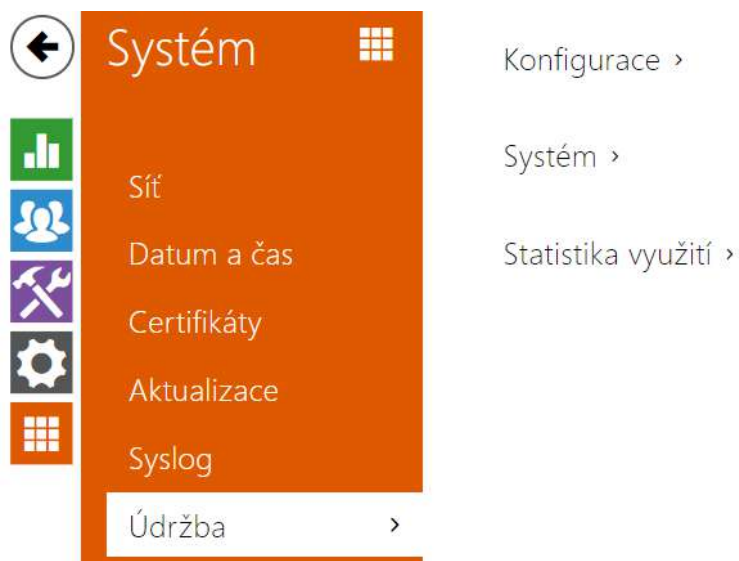 Systém
Síť
Datum a čas
Certifikáty
Aktualizace
Syslog
Údržba ›
Konfigurace ›
Systém ›
Statistika využití ›